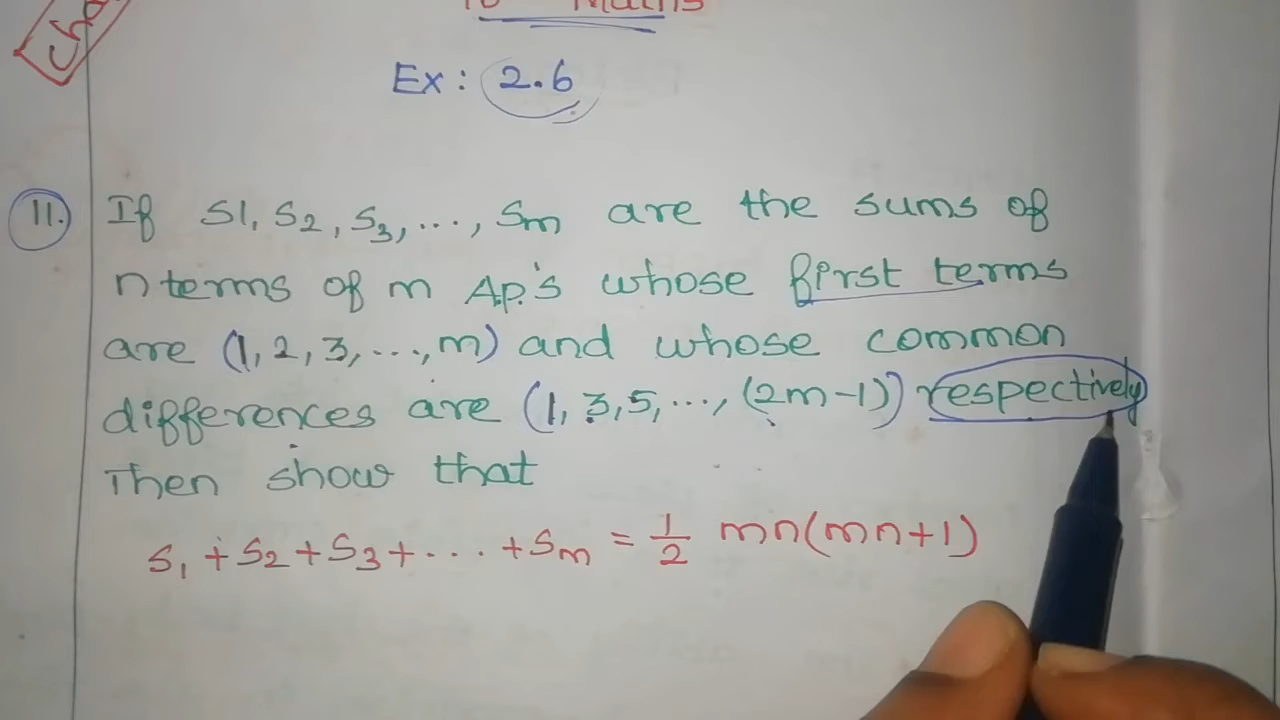 Maths
Ex: 2.6
11. If S1, S2, S3, ..., Sm are the sums of
n terms of m A.P.'s whose first terms
are (1, 2, 3, ..., m) and whose common
differences are (1, 3, 5, ..., (2m-1)) respectively
Then show that
S1 + S2 + S3 + .... + Sm = 1/2 mn(mn+1)